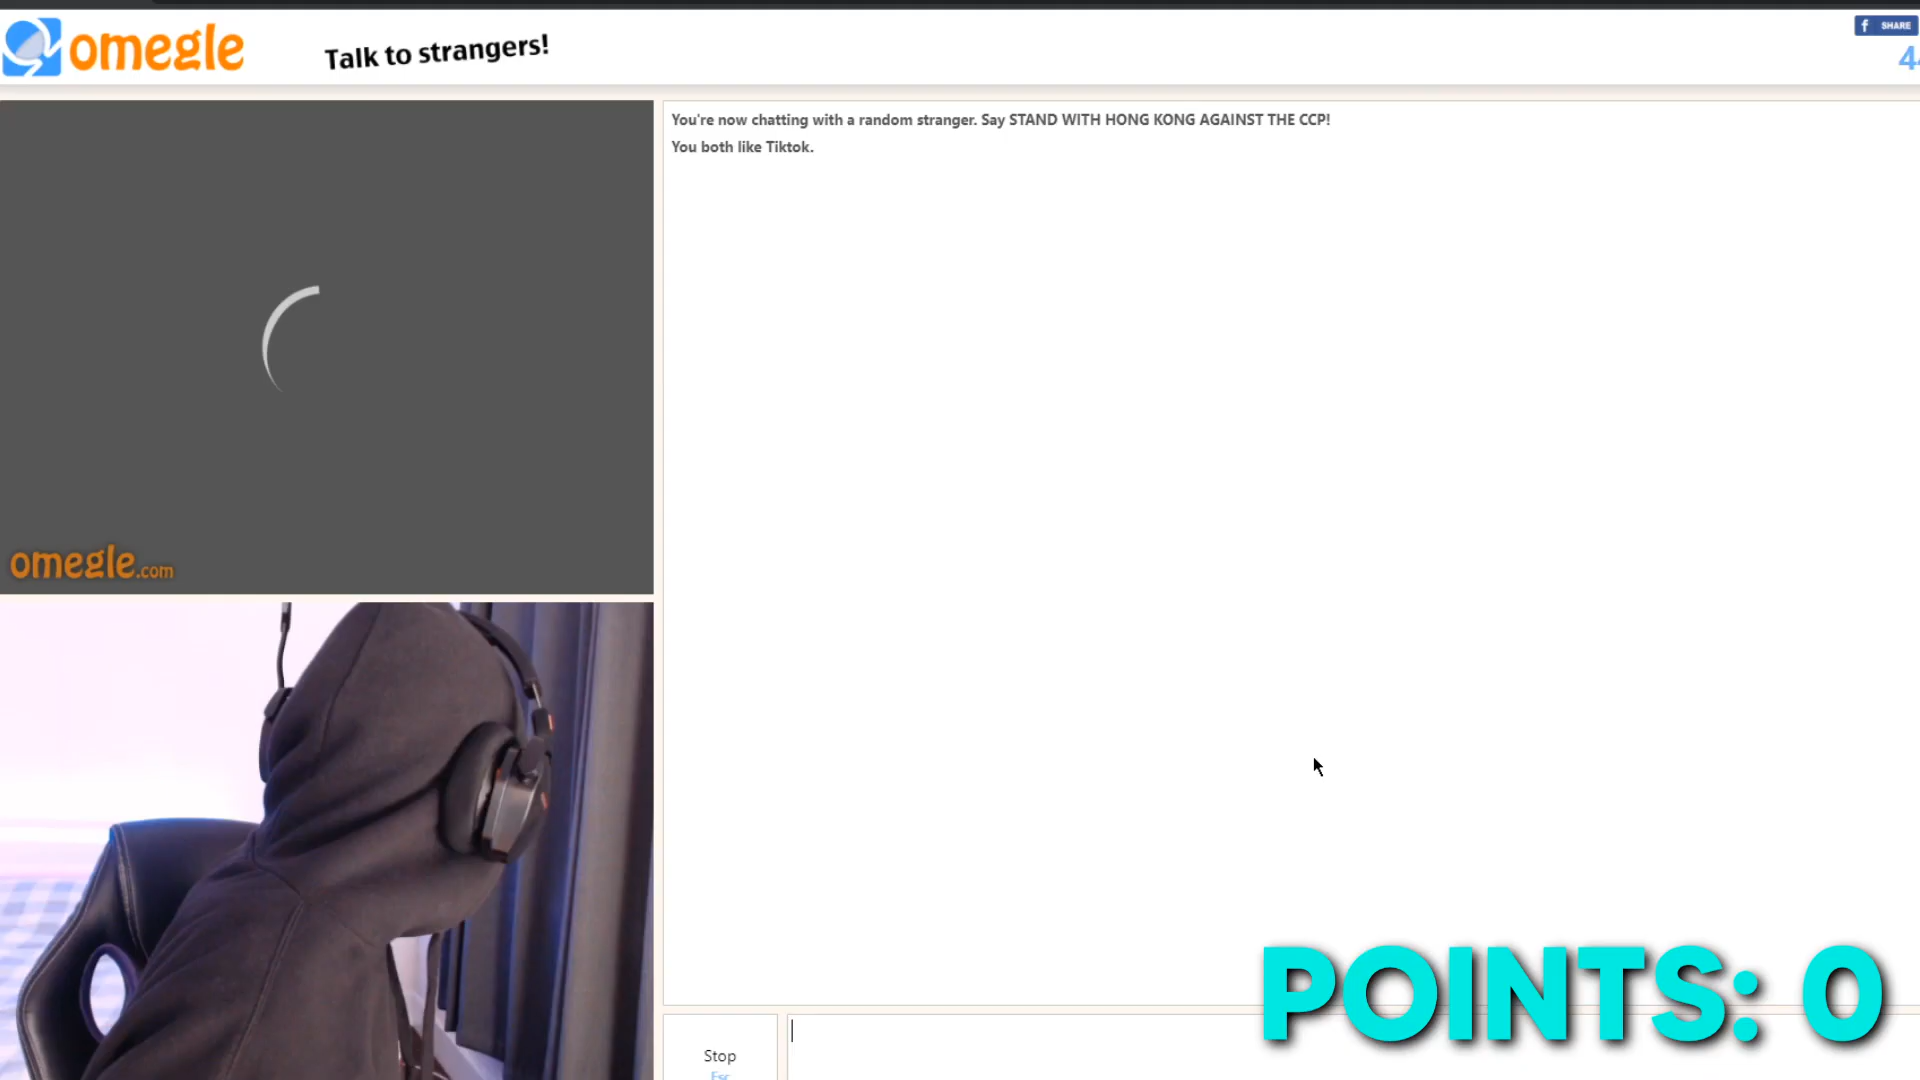 omegle
Talk to strangers!
f SHARE
You're now chatting with a random stranger. Say STAND WITH HONG KONG AGAINST THE CCP!
You both like Tiktok.
omegle.com
POINTS: 0
Stop
Esc